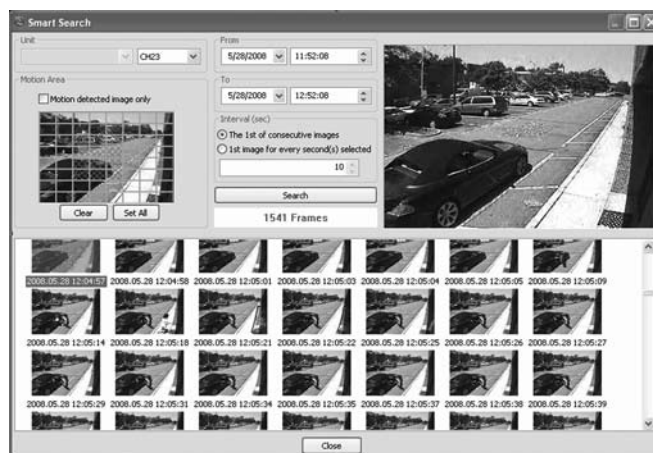 Smart Search
Unit
CH23
Motion Area
Motion detected image only
Clear
Set All
From
5/28/2008
11:52:08
To
5/28/2008
12:52:08
Interval (sec)
The 1st of consecutive images
1st image for every second(s) selected
10
Search
1541 Frames
2008.05.28 12:04:57 2008.05.28 12:04:58 2008.05.28 12:05:01 2008.05.28 12:05:03 2008.05.28 12:05:04 2008.05.28 12:05:05 2008.05.28 12:05:09
2008.05.28 12:05:14 2008.05.28 12:05:18 2008.05.28 12:05:21 2008.05.28 12:05:22 2008.05.28 12:05:25 2008.05.28 12:05:26 2008.05.28 12:05:27
2008.05.28 12:05:29 2008.05.28 12:05:31 2008.05.28 12:05:34 2008.05.28 12:05:35 2008.05.28 12:05:37 2008.05.28 12:05:38 2008.05.28 12:05:39
Close